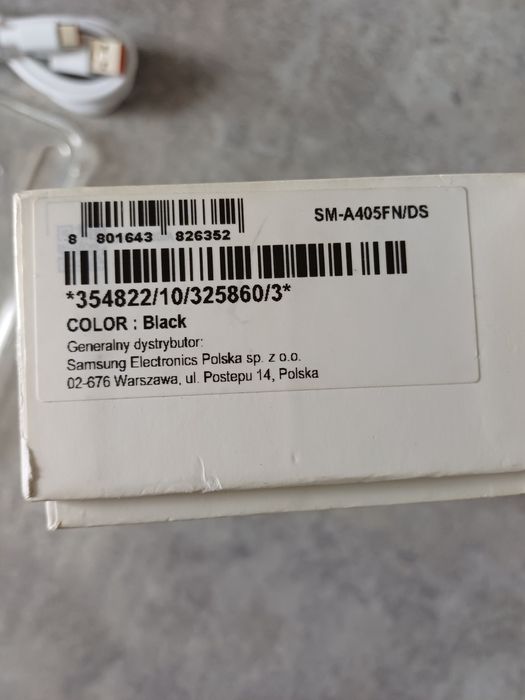 SM-A405FN/DS
8 801643 826352
*354822/10/325860/3*
COLOR : Black
Generalny dystrybutor:
Samsung Electronics Polska sp. z o.o.
02-676 Warszawa, ul. Postepu 14, Polska